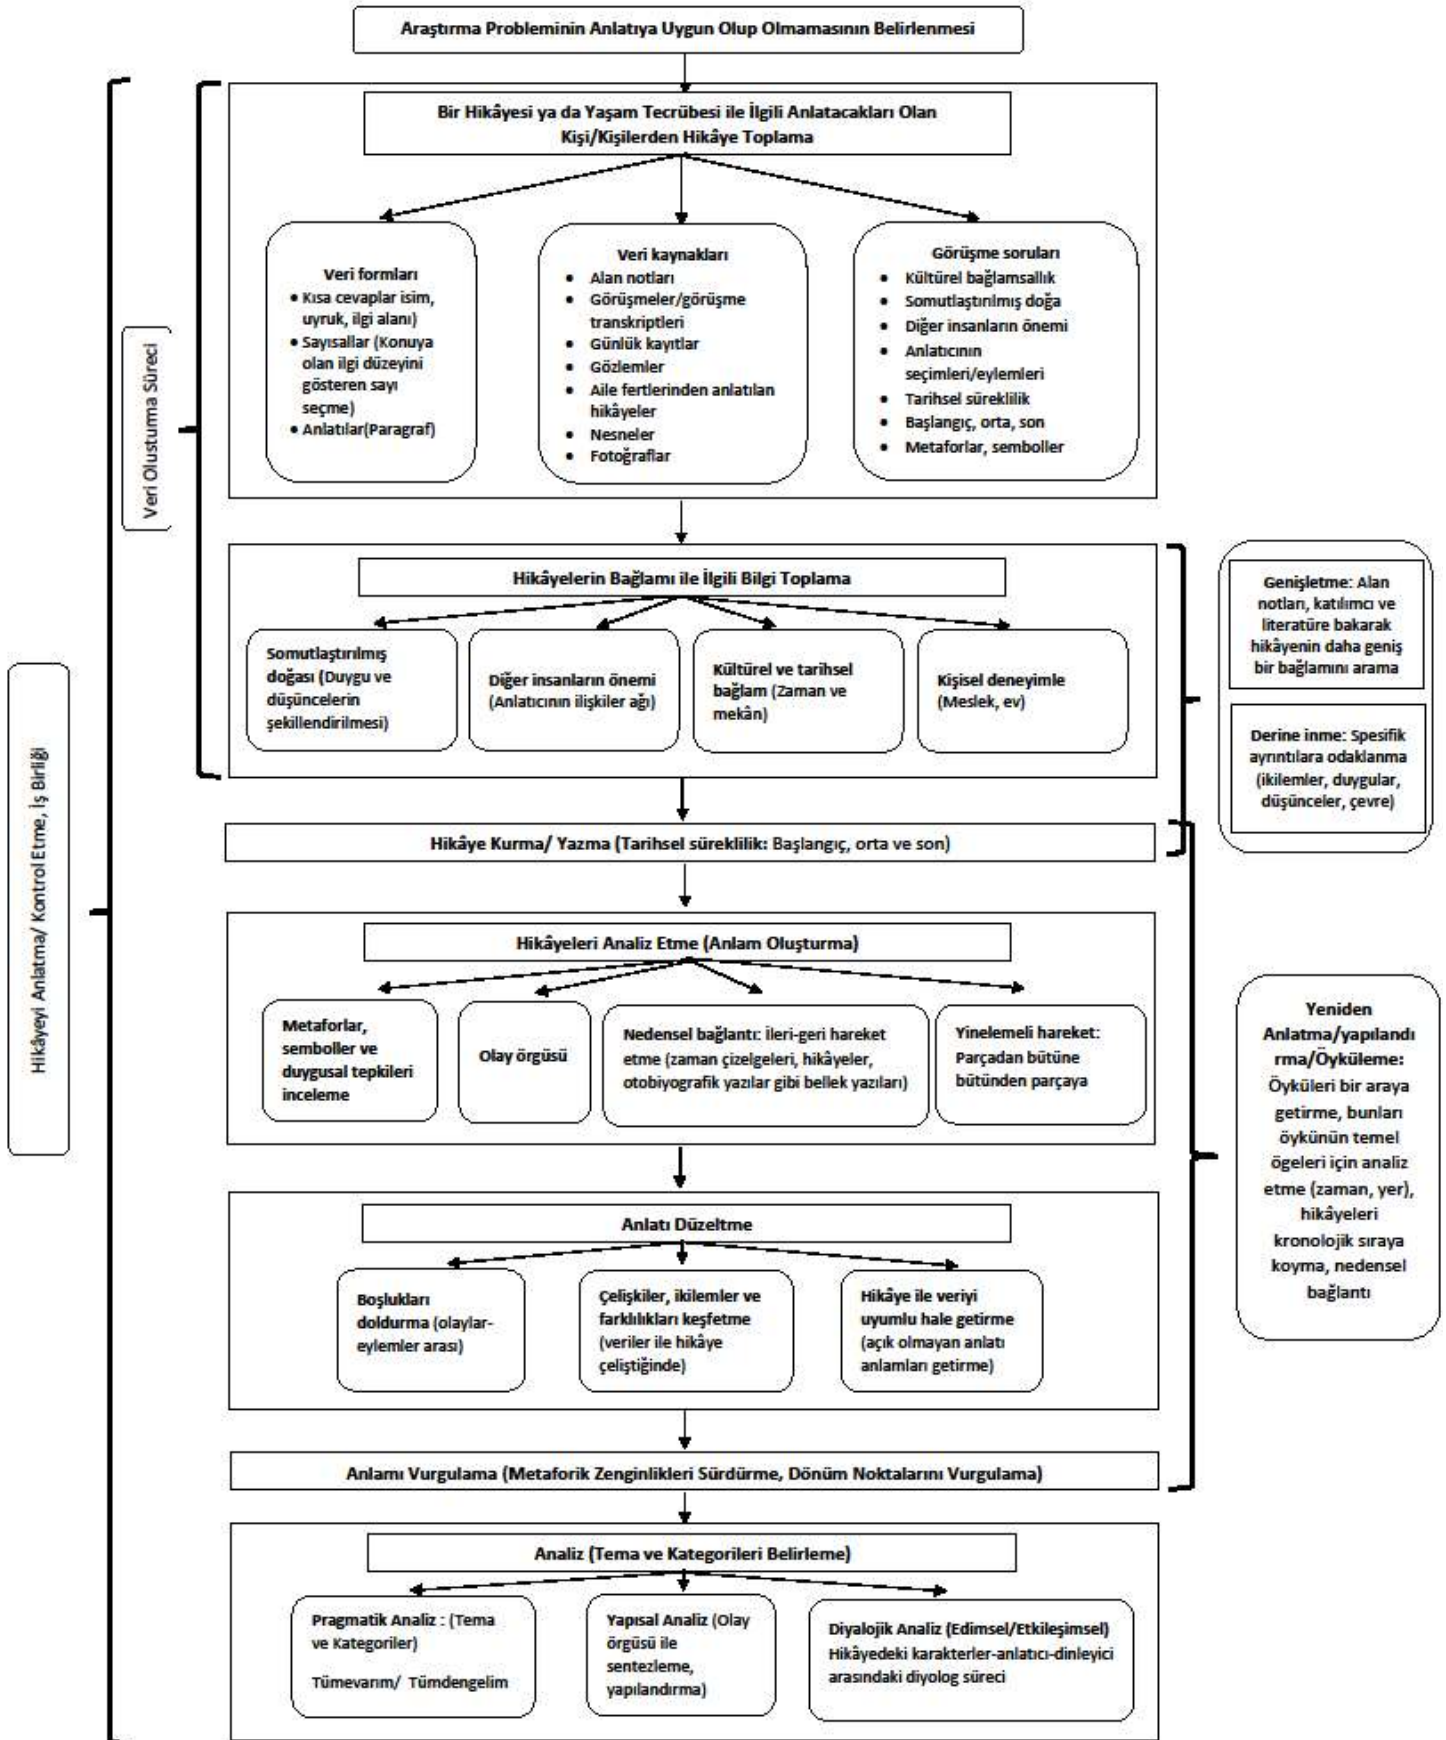 Araştırma Probleminin Anlatıya Uygun Olup Olmamasının Belirlenmesi
Bir Hikâyesi ya da Yaşam Tecrübesi ile İlgili Anlatacakları Olan
Kişi/Kişilerden Hikâye Toplama
Veri formları
• Kısa cevaplar isim,
uyruk, ilgi alanı)
• Sayısallar (Konuya
olan ilgi düzeyini
gösteren sayı
seçme)
• Anlatılar(Paragraf)
Veri kaynakları
• Alan notları
• Görüşmeler/görüşme
transkriptleri
• Günlük kayıtlar
• Gözlemler
• Aile fertlerinden anlatılan
hikâyeler
• Nesneler
• Fotoğraflar
Görüşme soruları
• Kültürel bağlamsallık
• Somutlaştırılmış doğa
• Diğer insanların önemi
• Anlatıcının
seçimleri/eylemleri
• Tarihsel süreklilik
• Başlangıç, orta, son
• Metaforlar, semboller
Veri Olusturma Süreci
Hikâyelerin Bağlamı ile İlgili Bilgi Toplama
Somutlaştırılmış
doğası (Duygu ve
düşüncelerin
şekillendirilmesi)
Diğer insanların önemi
(Anlatıcının ilişkiler ağı)
Kültürel ve tarihsel
bağlam (Zaman ve
mekân)
Kişisel deneyimle
(Meslek, ev)
Genişletme: Alan
notları, katılımcı ve
literatüre bakarak
hikâyenin daha geniş
bir bağlamını arama
Derine inme: Spesifik
ayrıntılara odaklanma
(ikilemler, duygular,
düşünceler, çevre)
Hikâyeyi Anlatma/ Kontrol Etme, İş Birliği
Hikâye Kurma/ Yazma (Tarihsel süreklilik: Başlangıç, orta ve son)
Hikâyeleri Analiz Etme (Anlam Oluşturma)
Metaforlar,
semboller ve
duygusal tepkileri
inceleme
Olay örgüsü
Nedensel bağlantı: İleri-geri hareket
etme (zaman çizelgeleri, hikâyeler,
otobiyografik yazılar gibi bellek yazıları)
Yinelemeli hareket:
Parçadan bütüne
bütünden parçaya
Yeniden
Anlatma/yapılandı
rma/Öyküleme:
Öyküleri bir araya
getirme, bunları
öykünün temel
ögeleri için analiz
etme (zaman, yer),
hikâyeleri
kronolojik sıraya
koyma, nedensel
bağlantı
Anlatı Düzeltme
Boşlukları
doldurma (olaylar-
eylemler arası)
Çelişkiler, ikilemler ve
farklılıkları keşfetme
(veriler ile hikâye
çeliştiğinde)
Hikâye ile veriyi
uyumlu hale getirme
(açık olmayan anlatı
anlamları getirme)
Anlamı Vurgulama (Metaforik Zenginlikleri Sürdürme, Dönüm Noktalarını Vurgulama)
Analiz (Tema ve Kategorileri Belirleme)
Pragmatik Analiz : (Tema
ve Kategoriler)
Tümevarım/ Tümdengelim
Yapısal Analiz (Olay
örgüsü ile
sentezleme,
yapılandırma)
Diyalojik Analiz (Edimsel/Etkileşimsel)
Hikâyedeki karakterler-anlatıcı-dinleyici
arasındaki diyolog süreci